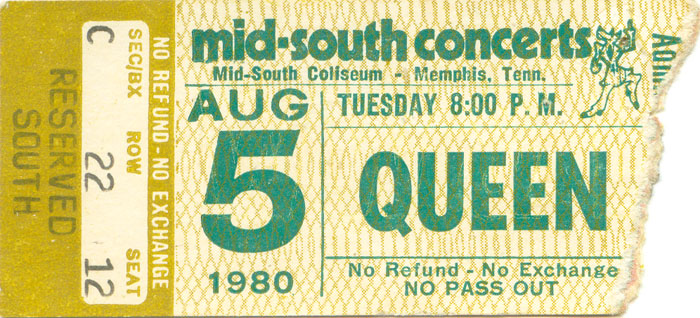 RESERVED
SOUTH
C 22 12
SEC/BX ROW SEAT
NO REFUND - NO EXCHANGE
mid-south concerts
Mid-South Coliseum - Memphis, Tenn.
AUG
5
1980
TUESDAY 8:00 P. M.
QUEEN
No Refund - No Exchange
NO PASS OUT